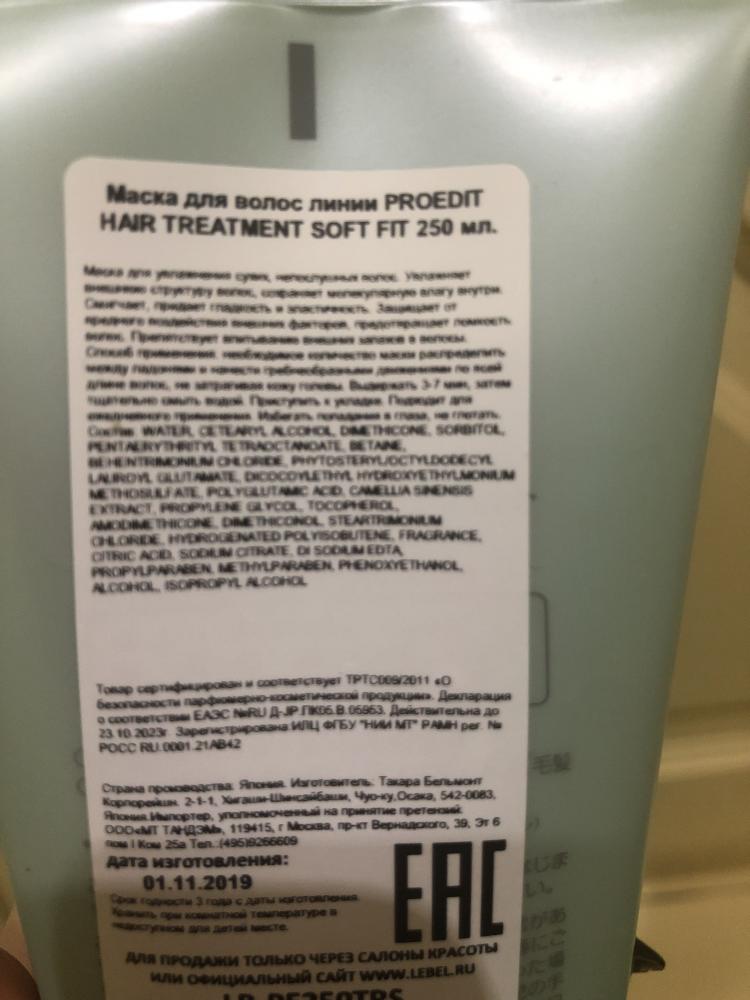 Маска для волос линии PROEDIT
HAIR TREATMENT SOFT FIT 250 мл.
Маска для увлажнения сухих, непослушных волос. Увлажняет
внешнюю структуру волос, сохраняет молекулярную влагу внутри.
Смягчает, придает гладкость и эластичность. Защищает от
вредного воздействия внешних факторов, предотвращает ломкость
волос. Препятствует впитыванию внешних запахов в волосы.
Способ применения: необходимое количество маски распределить
между ладонями и нанести гребнеобразными движениями по всей
длине волос, не затрагивая кожу головы. Выдержать 3-7 мин, затем
тщательно смыть водой. Приступить к укладке. Подходит для
ежедневного применения. Избегать попадания в глаза, не глотать.
Состав: WATER, CETEARYL ALCOHOL, DIMETHICONE, SORBITOL,
PENTAERYTHRITYL TETRAOCTANOATE, BETAINE,
BEHENTRIMONIUM CHLORIDE, PHYTOSTERYL/OCTYLDODECYL
LAUROYL GLUTAMATE, DICOCOYLETHYL HYDROXYETHYLMONIUM
METHOSULFATE, POLYGLUTAMIC ACID, CAMELLIA SINENSIS
EXTRACT, PROPYLENE GLYCOL, TOCOPHEROL,
AMODIMETHICONE, DIMETHICONOL, STEARTRIMONIUM
CHLORIDE, HYDROGENATED POLYISOBUTENE, FRAGRANCE,
CITRIC ACID, SODIUM CITRATE, DI SODIUM EDTA,
PROPYLPARABEN, METHYLPARABEN, PHENOXYETHANOL,
ALCOHOL, ISOPROPYL ALCOHOL
Товар сертифицирован и соответствует ТРТС009/2011 «О
безопасности парфюмерно-косметической продукции». Декларация
о соответствии ЕАЭС №RU Д-JP.ПК05.В.05953. Действительна до
23.10.2023г. Зарегистрирована:ИЛЦ ФГБУ "НИИ МТ" РАМН рег. №
РОСС RU.0001.21АВ42
Страна производства: Япония. Изготовитель: Такара Бельмонт
Корпорейшн. 2-1-1, Хигаши-Шинсайбаши, Чуо-ку,Осака, 542-0083,
Япония.Импортер, уполномоченный на принятие претензий:
ООО«МТ ТАНДЭМ», 119415, г Москва, пр-кт Вернадского, 39, Эт 6
пом I Ком 25а Тел.:(495)9266609
дата изготовления:
01.11.2019
Срок годности 3 года с даты изготовления.
Хранить при комнатной температуре в
недоступном для детей месте.
EAC
ДЛЯ ПРОДАЖИ ТОЛЬКО ЧЕРЕЗ САЛОНЫ КРАСОТЫ
ИЛИ ОФИЦИАЛЬНЫЙ САЙТ WWW.LEBEL.RU
毛髪